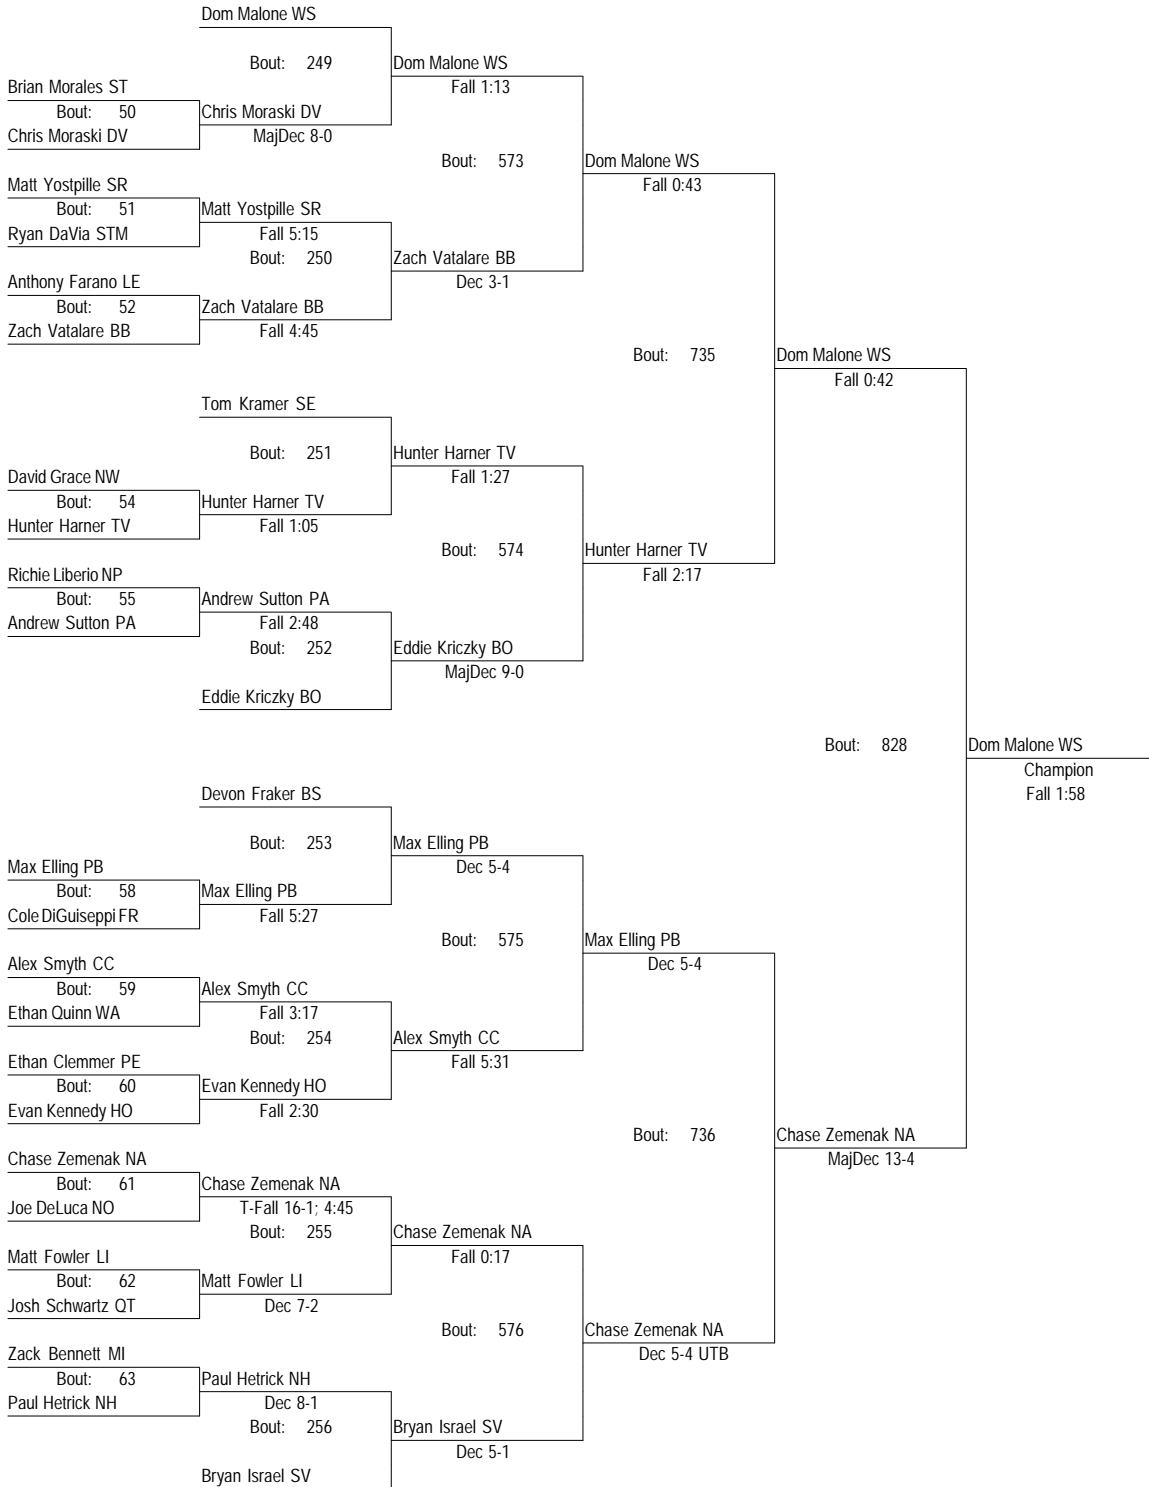 Dom Malone WS
Bout: 249
Dom Malone WS
Brian Morales ST
Fall 1:13
Bout: 50
Chris Moraski DV
Chris Moraski DV
MajDec 8-0
Bout: 573
Dom Malone WS
Matt Yostpille SR
Fall 0:43
Bout: 51
Matt Yostpille SR
Ryan DaVia STM
Fall 5:15
Bout: 250
Zach Vatalare BB
Anthony Farano LE
Dec 3-1
Bout: 52
Zach Vatalare BB
Zach Vatalare BB
Fall 4:45
Bout: 735
Dom Malone WS
Fall 0:42
Tom Kramer SE
Bout: 251
Hunter Harner TV
David Grace NW
Fall 1:27
Bout: 54
Hunter Harner TV
Hunter Harner TV
Fall 1:05
Bout: 574
Hunter Harner TV
Richie Liberio NP
Fall 2:17
Bout: 55
Andrew Sutton PA
Andrew Sutton PA
Fall 2:48
Bout: 252
Eddie Kriczky BO
MajDec 9-0
Eddie Kriczky BO
Bout: 828
Dom Malone WS
Champion
Fall 1:58
Devon Fraker BS
Bout: 253
Max Elling PB
Max Elling PB
Dec 5-4
Bout: 58
Max Elling PB
Cole DiGuiseppi FR
Fall 5:27
Bout: 575
Max Elling PB
Alex Smyth CC
Dec 5-4
Bout: 59
Alex Smyth CC
Ethan Quinn WA
Fall 3:17
Bout: 254
Alex Smyth CC
Ethan Clemmer PE
Fall 5:31
Bout: 60
Evan Kennedy HO
Evan Kennedy HO
Fall 2:30
Bout: 736
Chase Zemenak NA
Chase Zemenak NA
MajDec 13-4
Bout: 61
Chase Zemenak NA
Joe DeLuca NO
T-Fall 16-1; 4:45
Bout: 255
Chase Zemenak NA
Matt Fowler LI
Fall 0:17
Bout: 62
Matt Fowler LI
Josh Schwartz QT
Dec 7-2
Bout: 576
Chase Zemenak NA
Zack Bennett MI
Dec 5-4 UTB
Bout: 63
Paul Hetrick NH
Paul Hetrick NH
Dec 8-1
Bout: 256
Bryan Israel SV
Dec 5-1
Bryan Israel SV